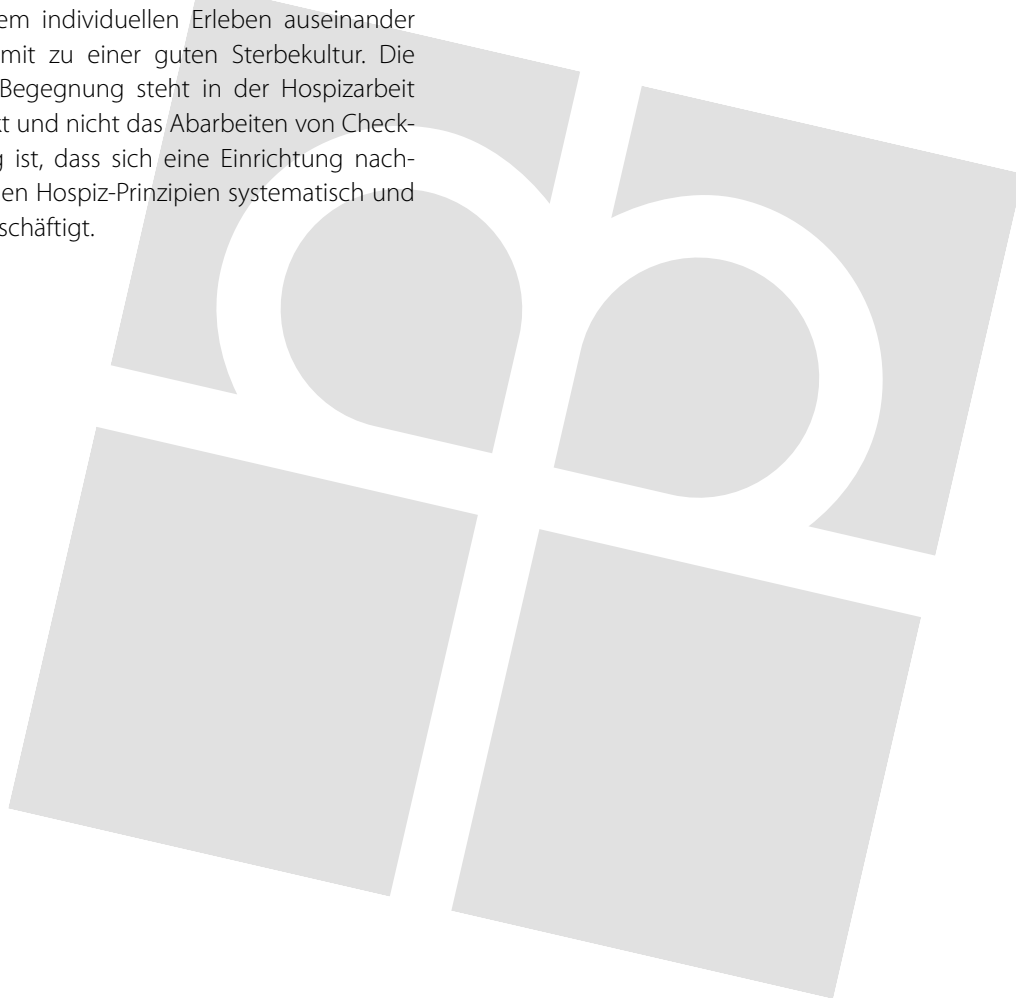 em individuellen Erleben auseinander
mit zu einer guten Sterbekultur. Die
Begegnung steht in der Hospizarbeit
t und nicht das Abarbeiten von Check-
g ist, dass sich eine Einrichtung nach-
en Hospiz-Prinzipien systematisch und
schäftigt.